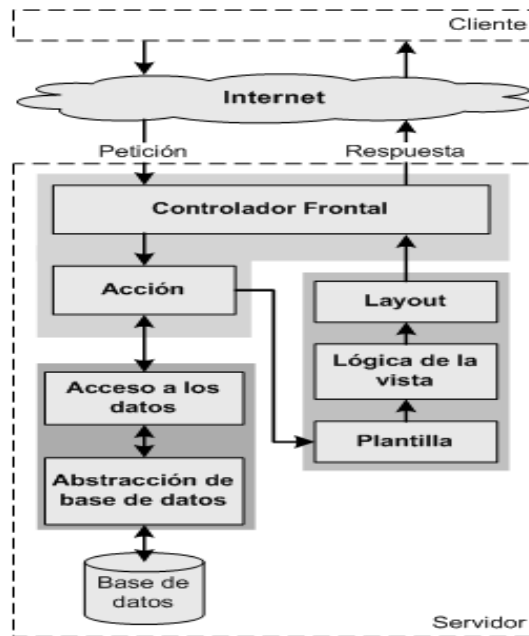 Cliente
Internet
Petición
Respuesta
Controlador Frontal
Acción
Layout
Lógica de la
vista
Plantilla
Acceso a los
datos
Abstracción de
base de datos
Base de
datos
Servidor